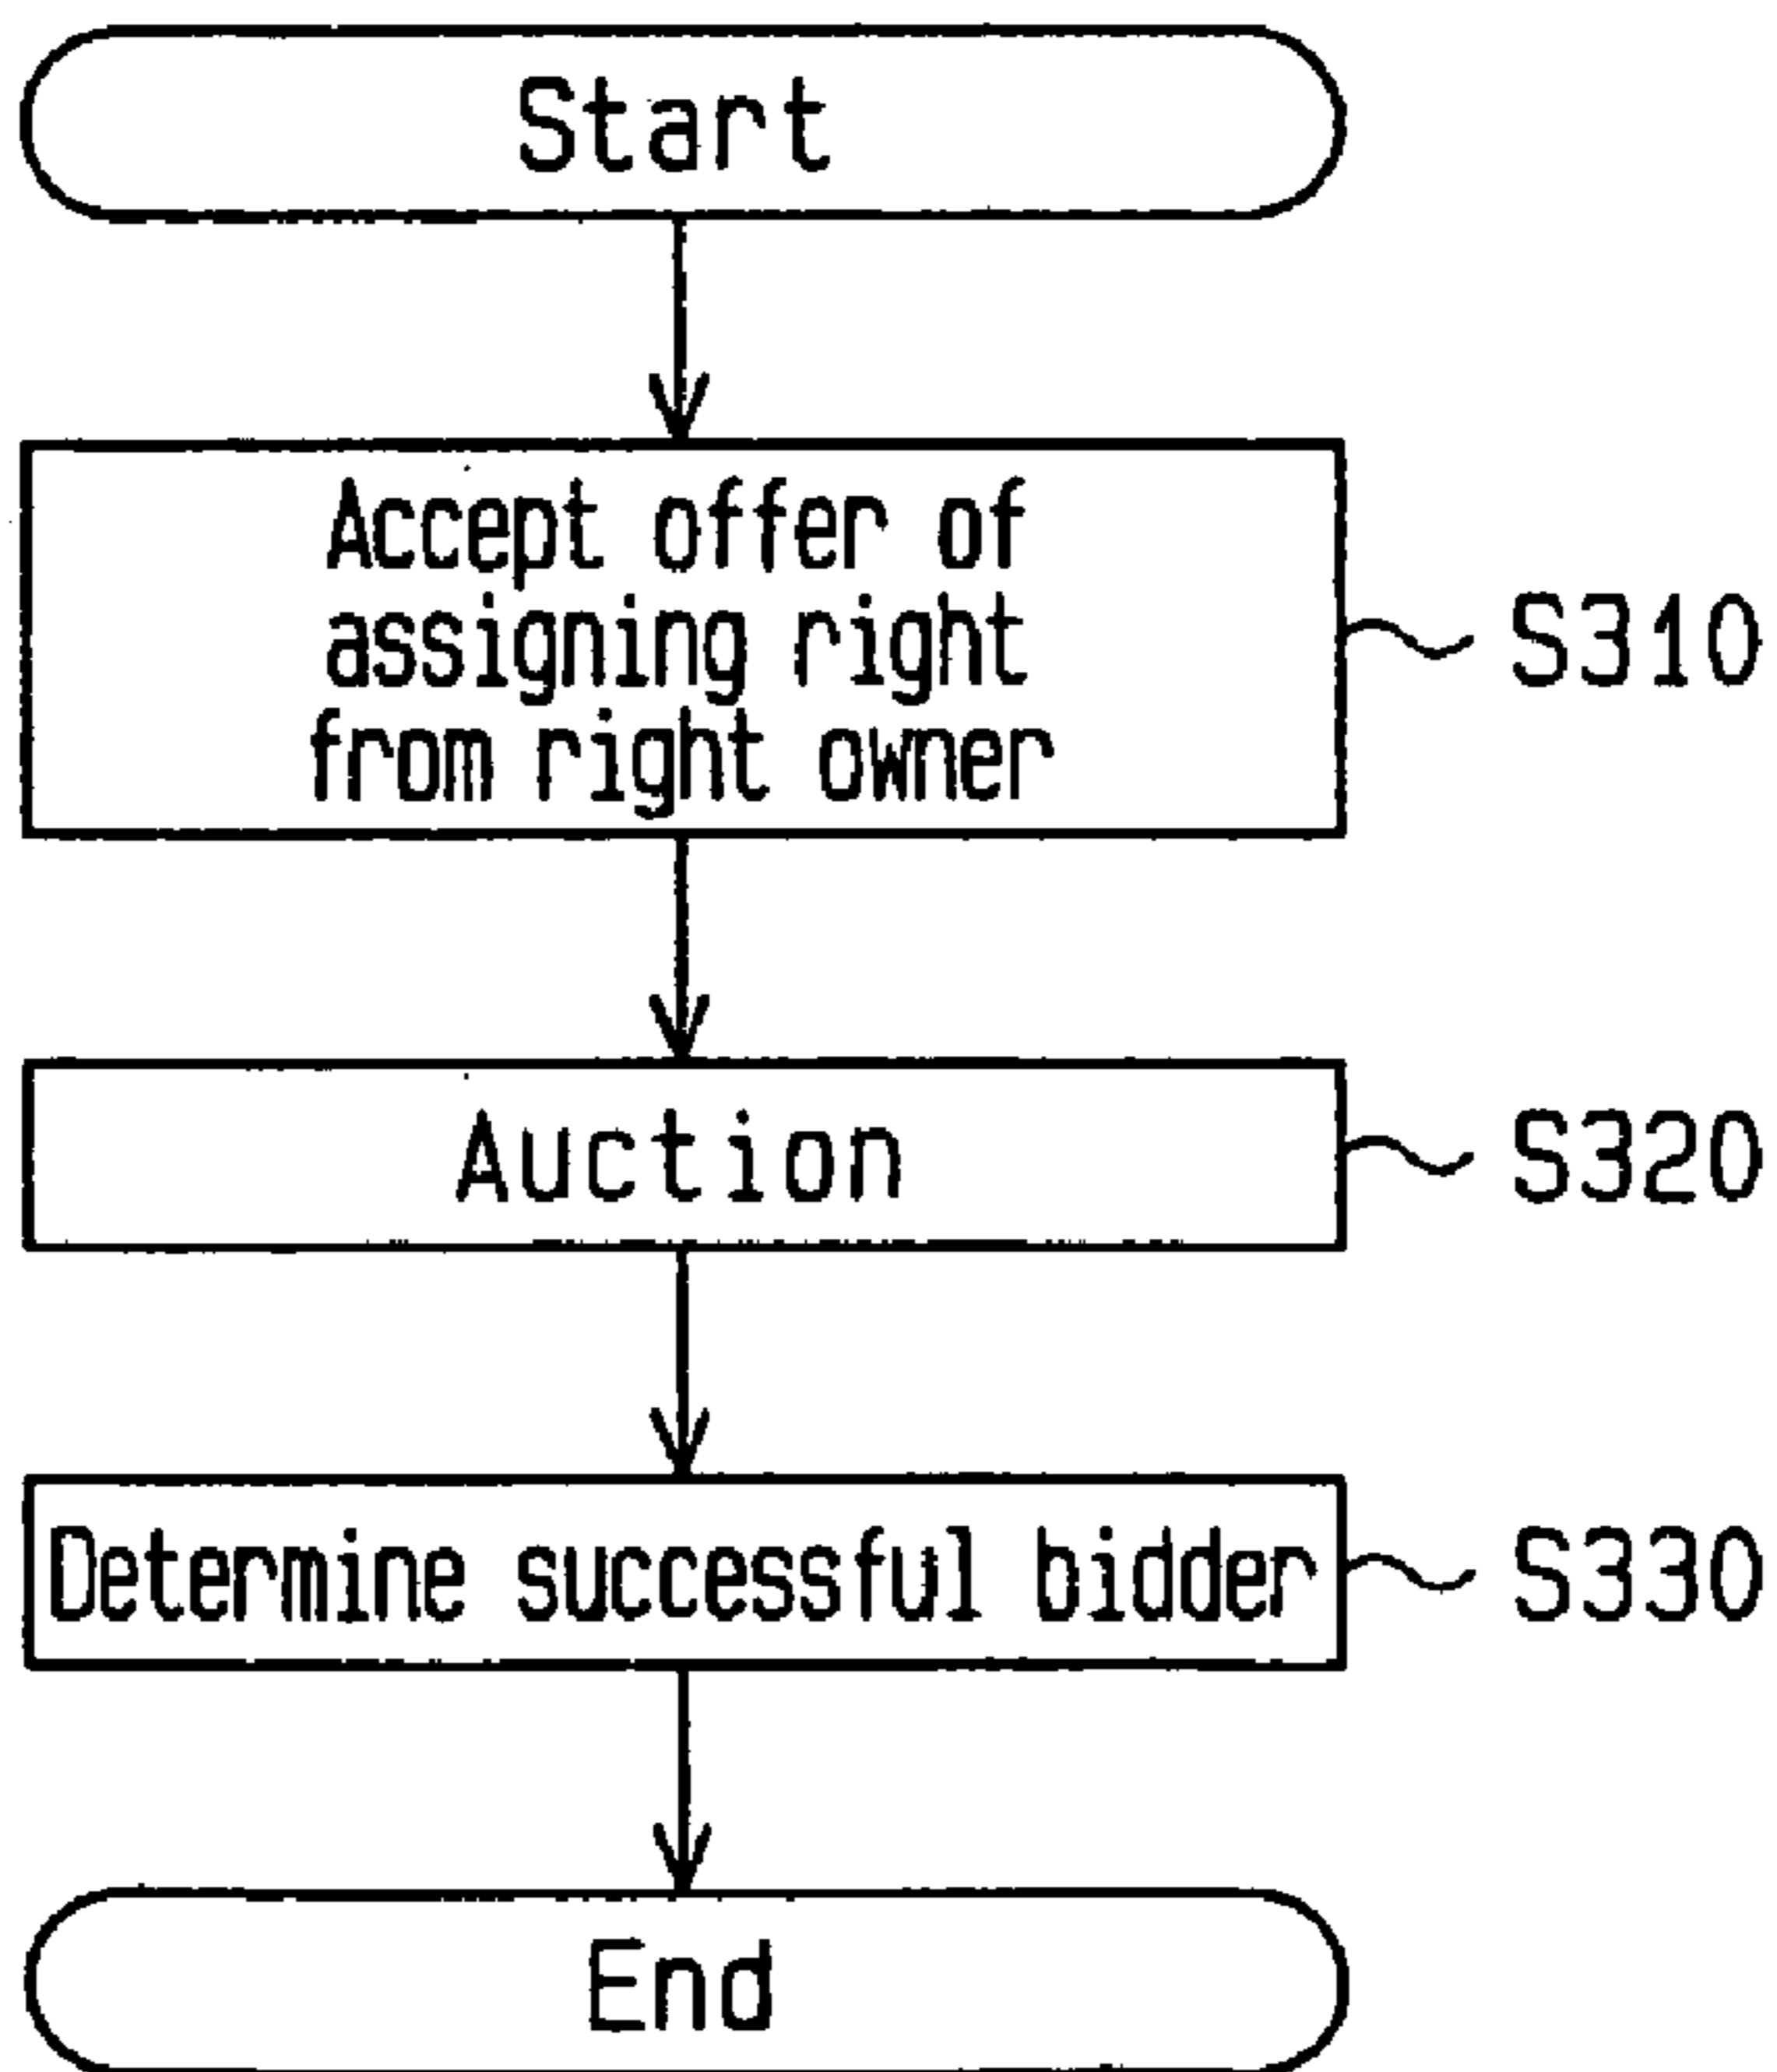 Start
Accept offer of
assigning right
from right owner
S310
Auction
S320
Determine successful bidder
S330
End